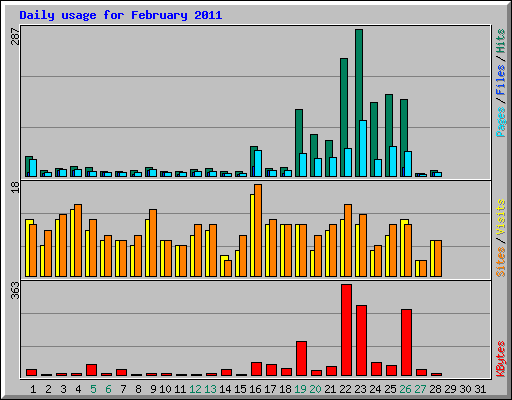 Daily usage for February 2011
287
Pages / Files / Hits
18
Sites / Visits
363
KBytes
1 2 3 4 5 6 7 8 9 10 11 12 13 14 15 16 17 18 19 20 21 22 23 24 25 26 27 28 29 30 31